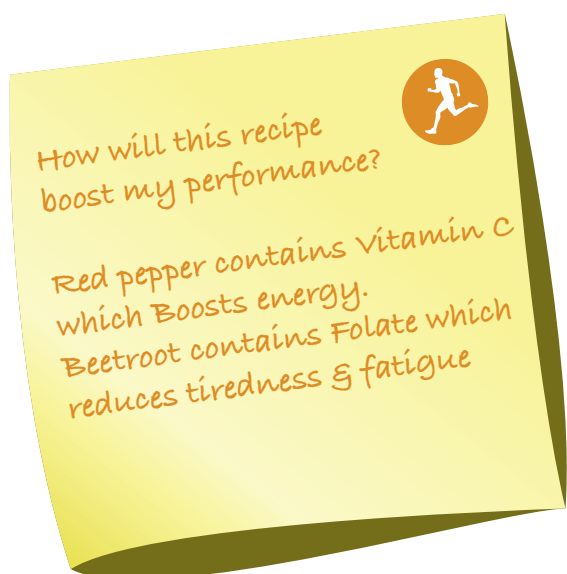 How will this recipe
boost my performance?
Red pepper contains Vitamin C
which Boosts energy.
Beetroot contains Folate which
reduces tiredness & fatigue